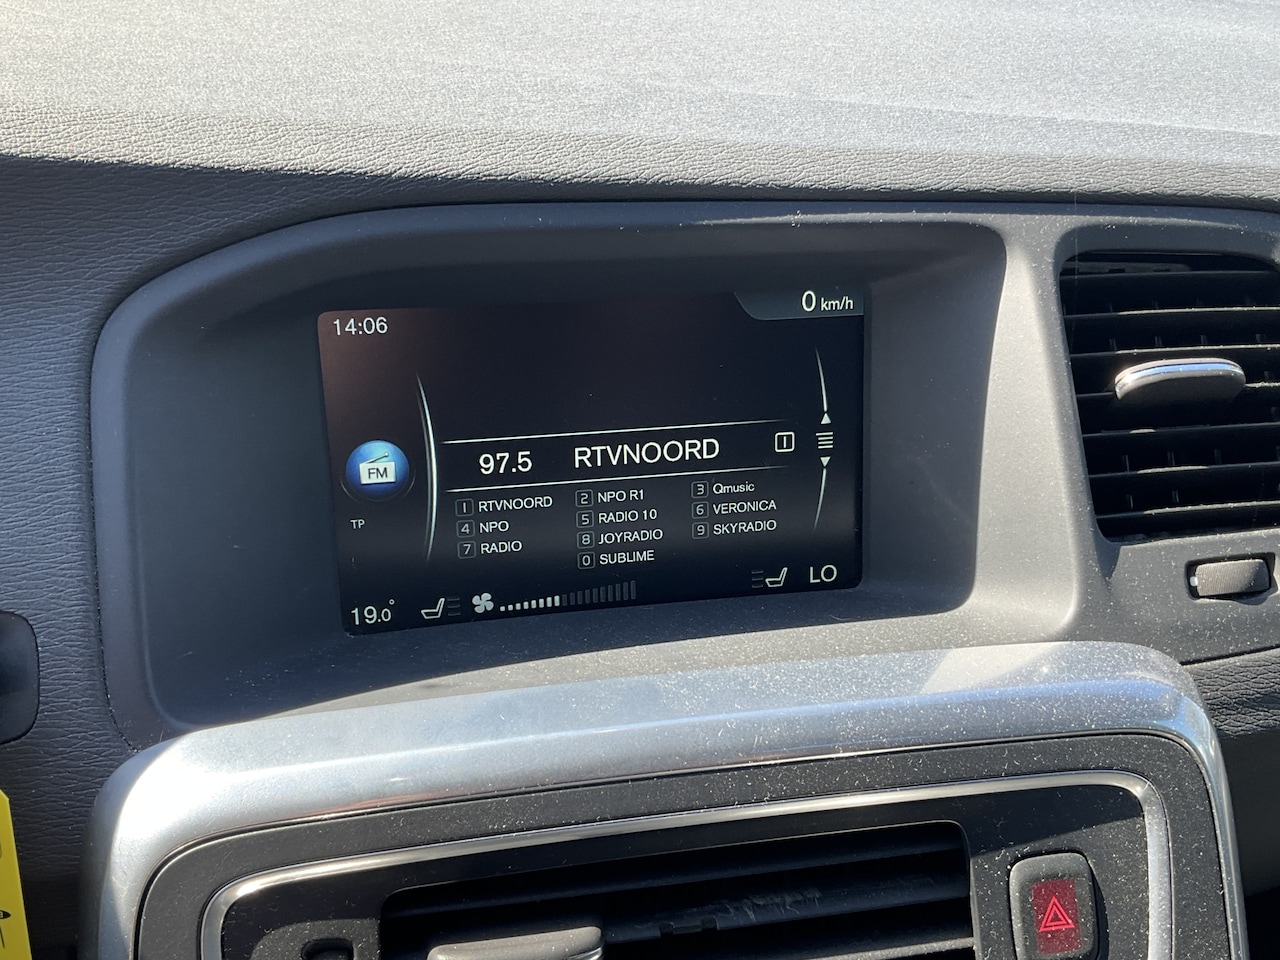 14:06
0 km/h
FM
97.5 RTVNOORD 1
TP
1 RTVNOORD 2 NPO R1 3 Qmusic
4 NPO 5 RADIO 10 6 VERONICA
7 RADIO 8 JOYRADIO 9 SKYRADIO
0 SUBLIME
19.0° LO